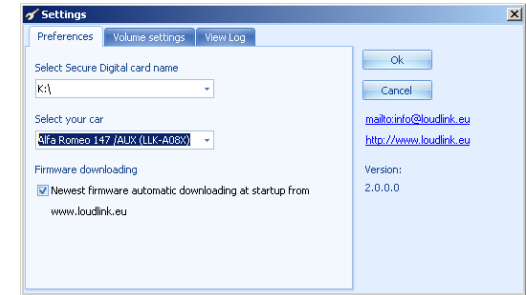 Settings
Preferences
Volume settings
View Log
Select Secure Digital card name
K:\
Select your car
Alfa Romeo 147 /AUX (LLK-A08X)
Firmware downloading
Newest firmware automatic downloading at startup from
www.loudlink.eu
Ok
Cancel
mailto:info@loudlink.eu
http://www.loudlink.eu
Version:
2.0.0.0